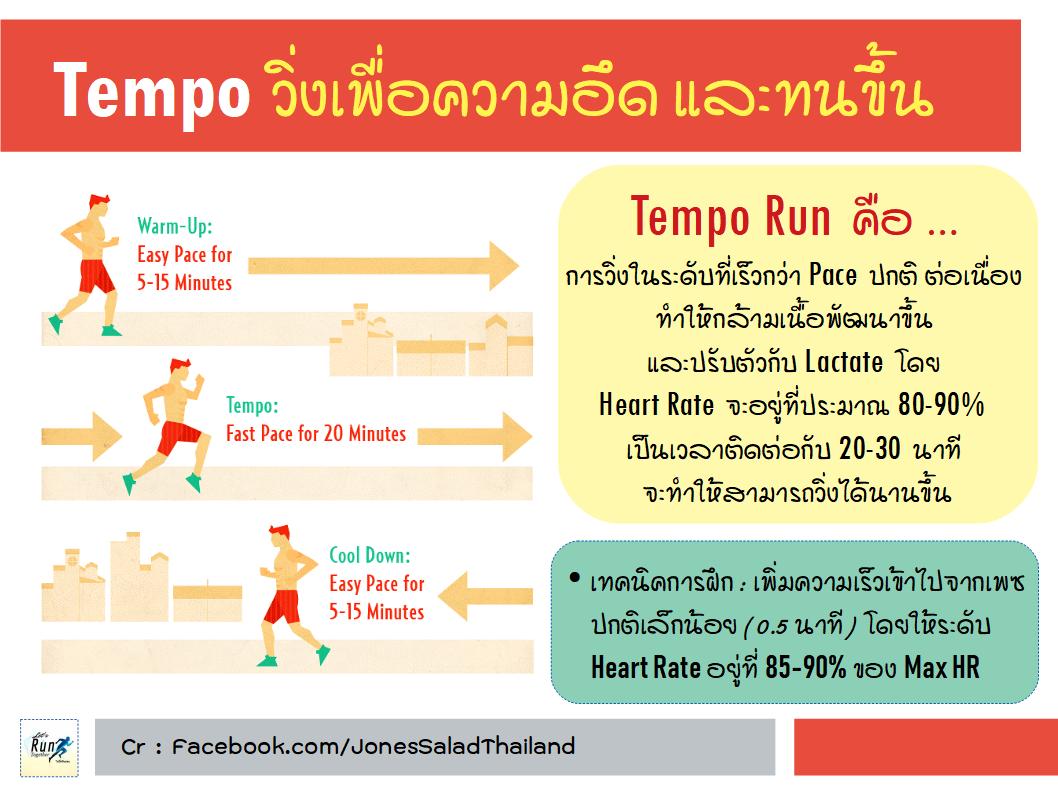 Tempo วิ่งเพื่อความอึด และทนขึ้น
Warm-Up:
Easy Pace for
5-15 Minutes
Tempo:
Fast Pace for 20 Minutes
Cool Down:
Easy Pace for
5-15 Minutes
Tempo Run คือ ...
การวิ่งในระดับที่เร็วกว่า Pace ปกติ ต่อเนื่อง
ทำให้กล้ามเนื้อพัฒนาขึ้น
และปรับตัวกับ Lactate โดย
Heart Rate จะอยู่ที่ประมาณ 80-90%
เป็นเวลาติดต่อกับ 20-30 นาที
จะทำให้สามารถวิ่งได้นานขึ้น
• เทคนิคการฝึก : เพิ่มความเร็วเข้าไปจากเพซ
ปกติเล็กน้อย (0.5 นาที) โดยให้ระดับ
Heart Rate อยู่ที่ 85-90% ของ Max HR
Let's
Run
Together
Cr : Facebook.com/JonesSaladThailand